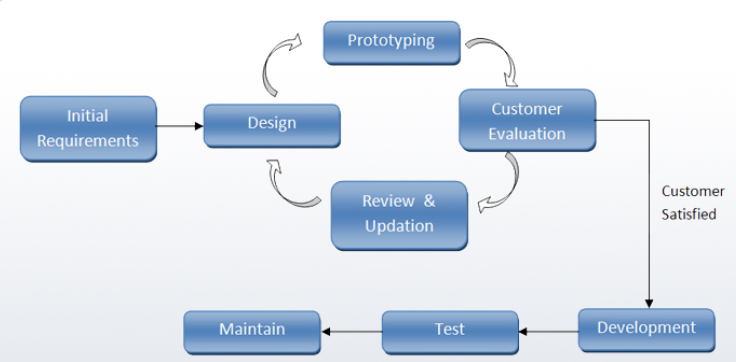 Prototyping
Initial
Requirements
Design
Customer
Evaluation
Review & 
Updation
Customer
Satisfied
Maintain
Test
Development